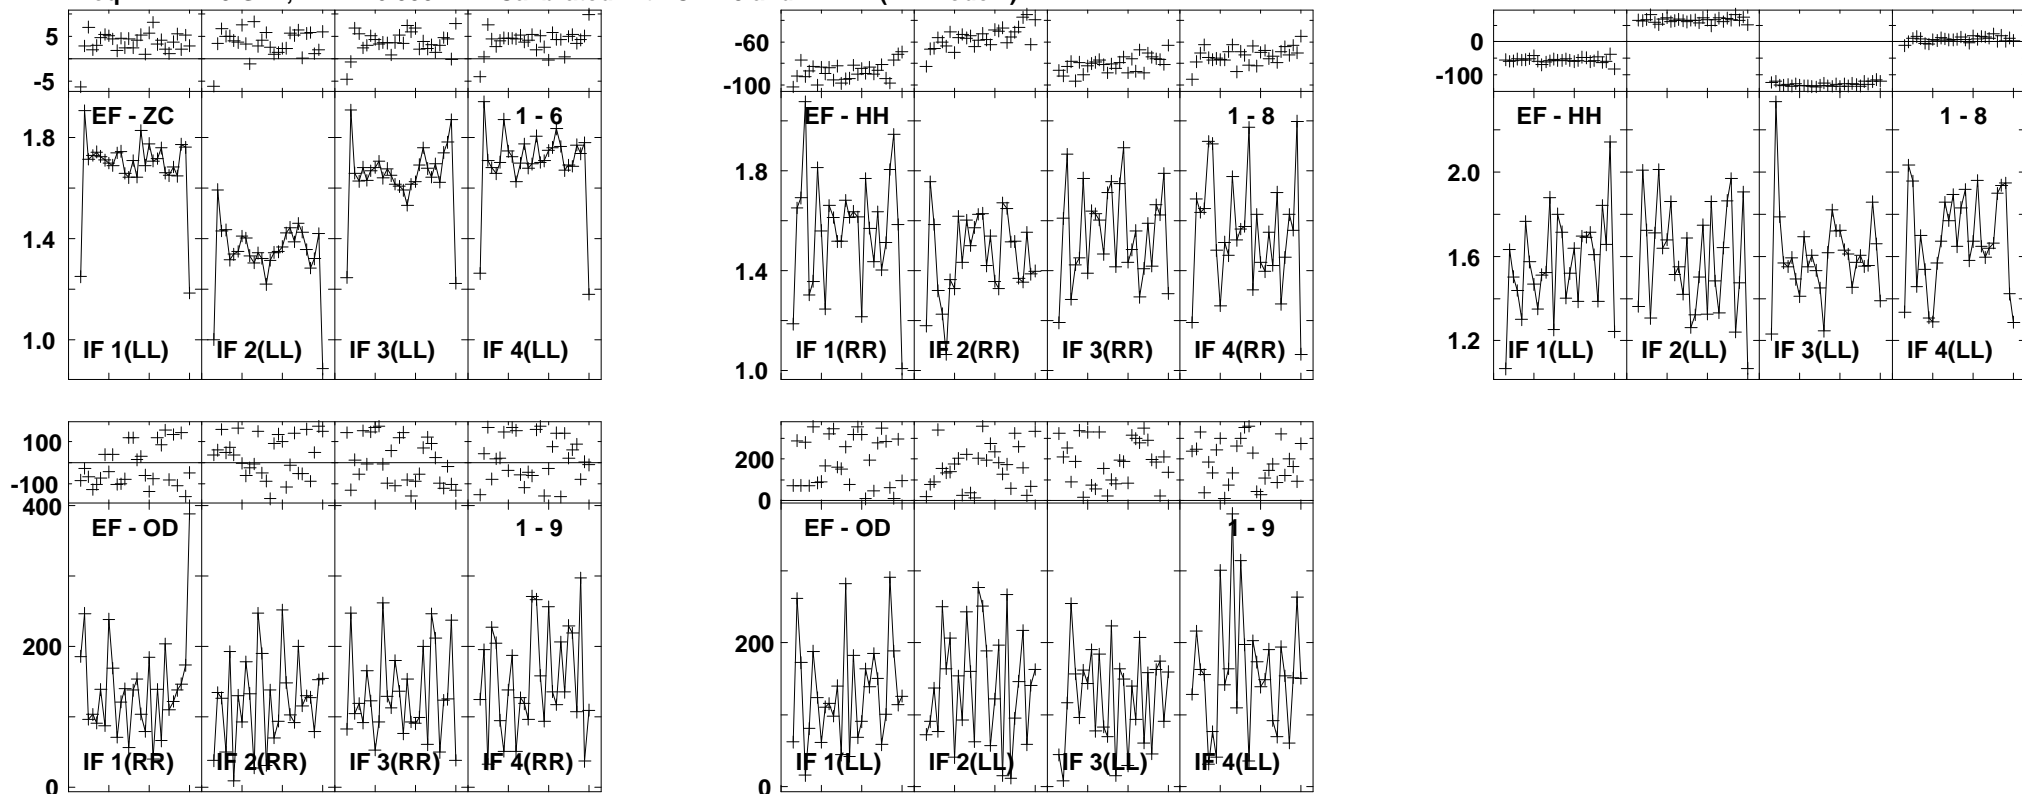 5
-5
EF - ZC
1 - 6
1.8
1.4
1.0
IF 1(LL)
IF 2(LL)
IF 3(LL)
IF 4(LL)
-60
-100
EF - HH
1 - 8
1.8
1.4
1.0
IF 1(RR)
IF 2(RR)
IF 3(RR)
IF 4(RR)
0
-100
EF - HH
1 - 8
2.0
1.6
1.2
IF 1(LL)
IF 2(LL)
IF 3(LL)
IF 4(LL)
100
-100
400
EF - OD
1 - 9
200
0
IF 1(RR)
IF 2(RR)
IF 3(RR)
IF 4(RR)
200
0
EF - OD
1 - 9
200
0
IF 1(LL)
IF 2(LL)
IF 3(LL)
IF 4(LL)